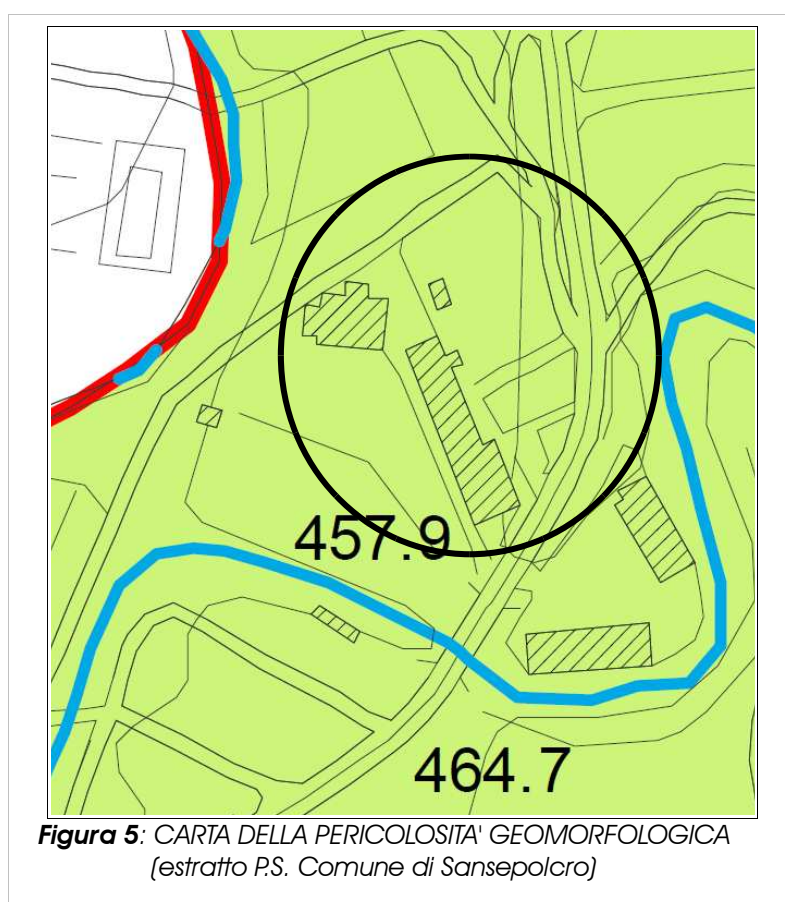 457.9
464.7
Figura 5: CARTA DELLA PERICOLOSITA' GEOMORFOLOGICA
(estratto P.S. Comune di Sansepolcro)